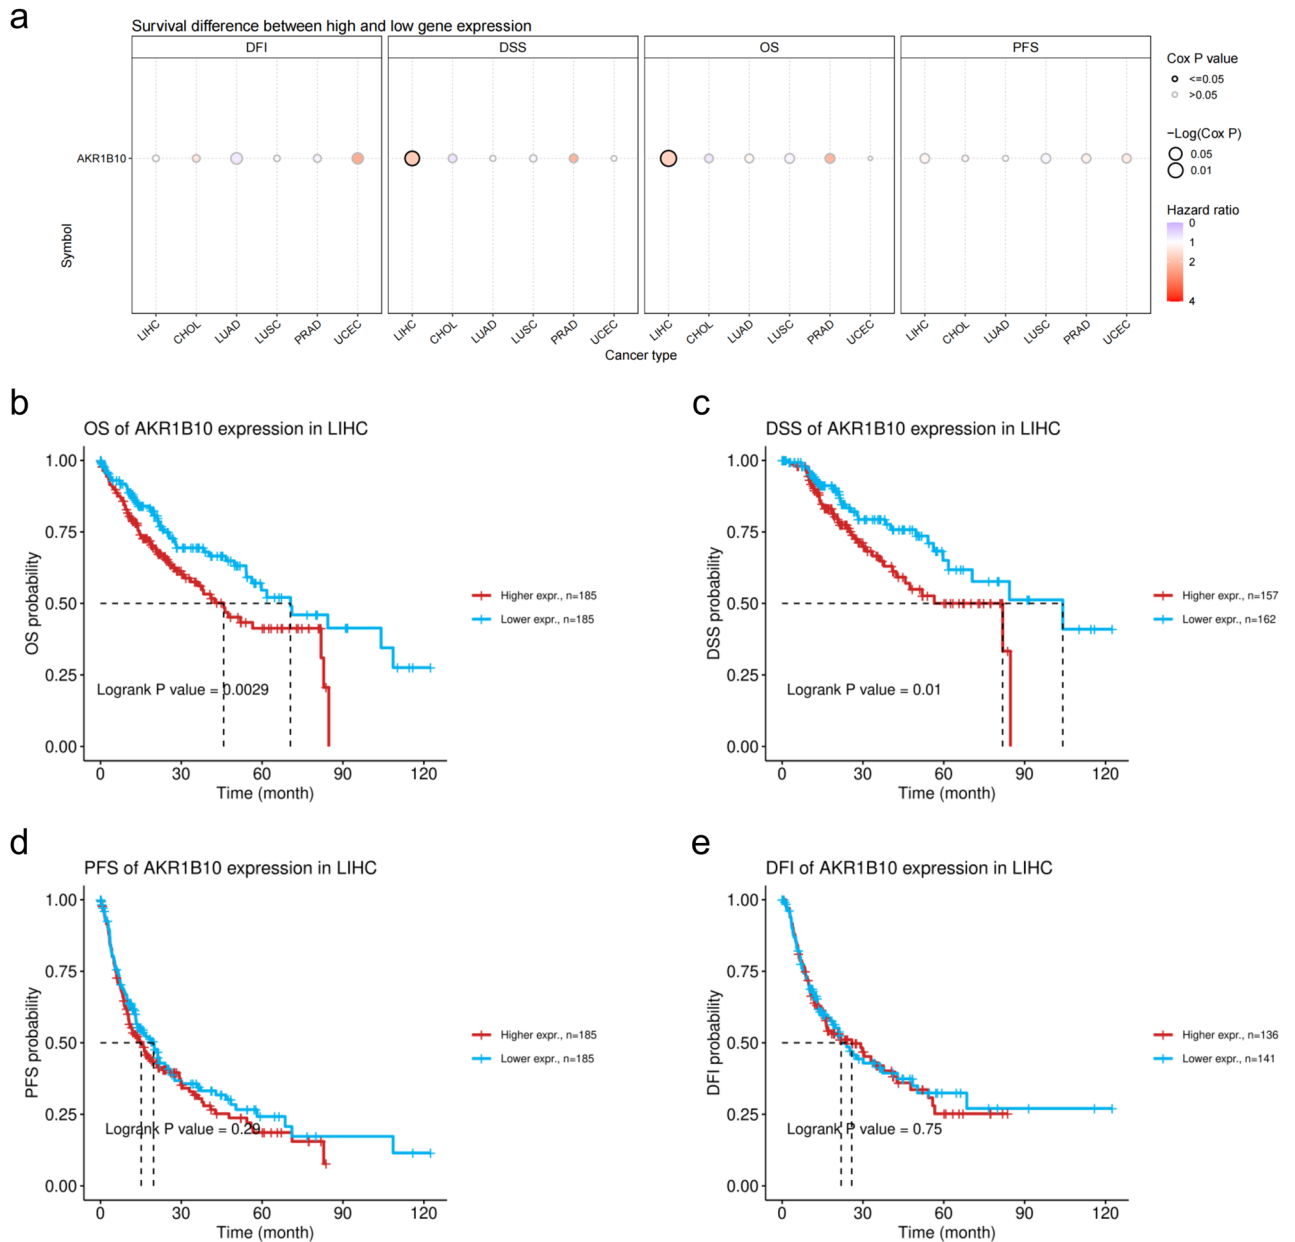 a
Survival difference between high and low gene expression
DFI DSS OS PFS
AKR1B10
Symbol
LIHC CHOL LUAD LUSC PRAD UCEC LIHC CHOL LUAD LUSC PRAD UCEC LIHC CHOL LUAD LUSC PRAD UCEC LIHC CHOL LUAD LUSC PRAD UCEC
Cancer type
Cox P value
<=0.05
>0.05
−Log(Cox P)
0.05
0.01
Hazard ratio
0
1
2
4
b
OS of AKR1B10 expression in LIHC
OS probability
1.00
0.75
0.50
0.25
0.00
Logrank P value = 0.0029
0 30 60 90 120
Time (month)
Higher expr., n=185
Lower expr., n=185
c
DSS of AKR1B10 expression in LIHC
DSS probability
1.00
0.75
0.50
0.25
0.00
Logrank P value = 0.01
0 30 60 90 120
Time (month)
Higher expr., n=157
Lower expr., n=162
d
PFS of AKR1B10 expression in LIHC
PFS probability
1.00
0.75
0.50
0.25
0.00
Logrank P value = 0.29
0 30 60 90 120
Time (month)
Higher expr., n=185
Lower expr., n=185
e
DFI of AKR1B10 expression in LIHC
DFI probability
1.00
0.75
0.50
0.25
0.00
Logrank P value = 0.75
0 30 60 90 120
Time (month)
Higher expr., n=136
Lower expr., n=141